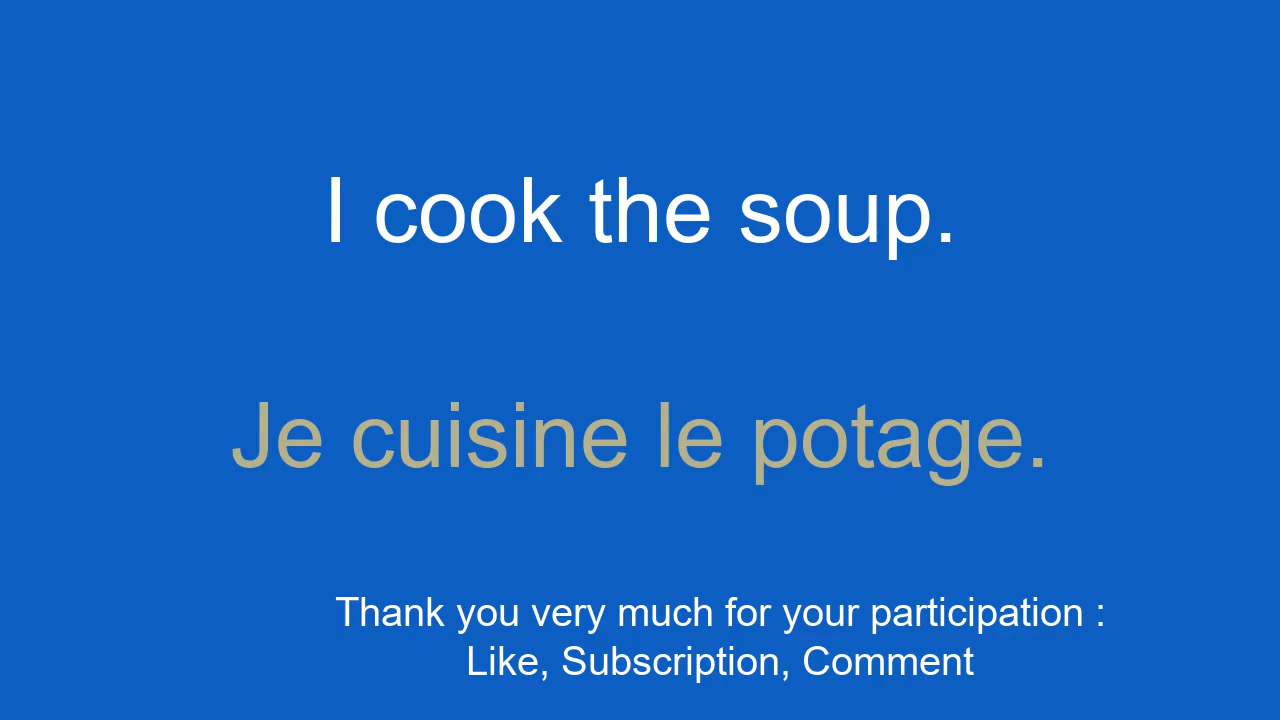 I cook the soup.
Je cuisine le potage.
Thank you very much for your participation :
Like, Subscription, Comment